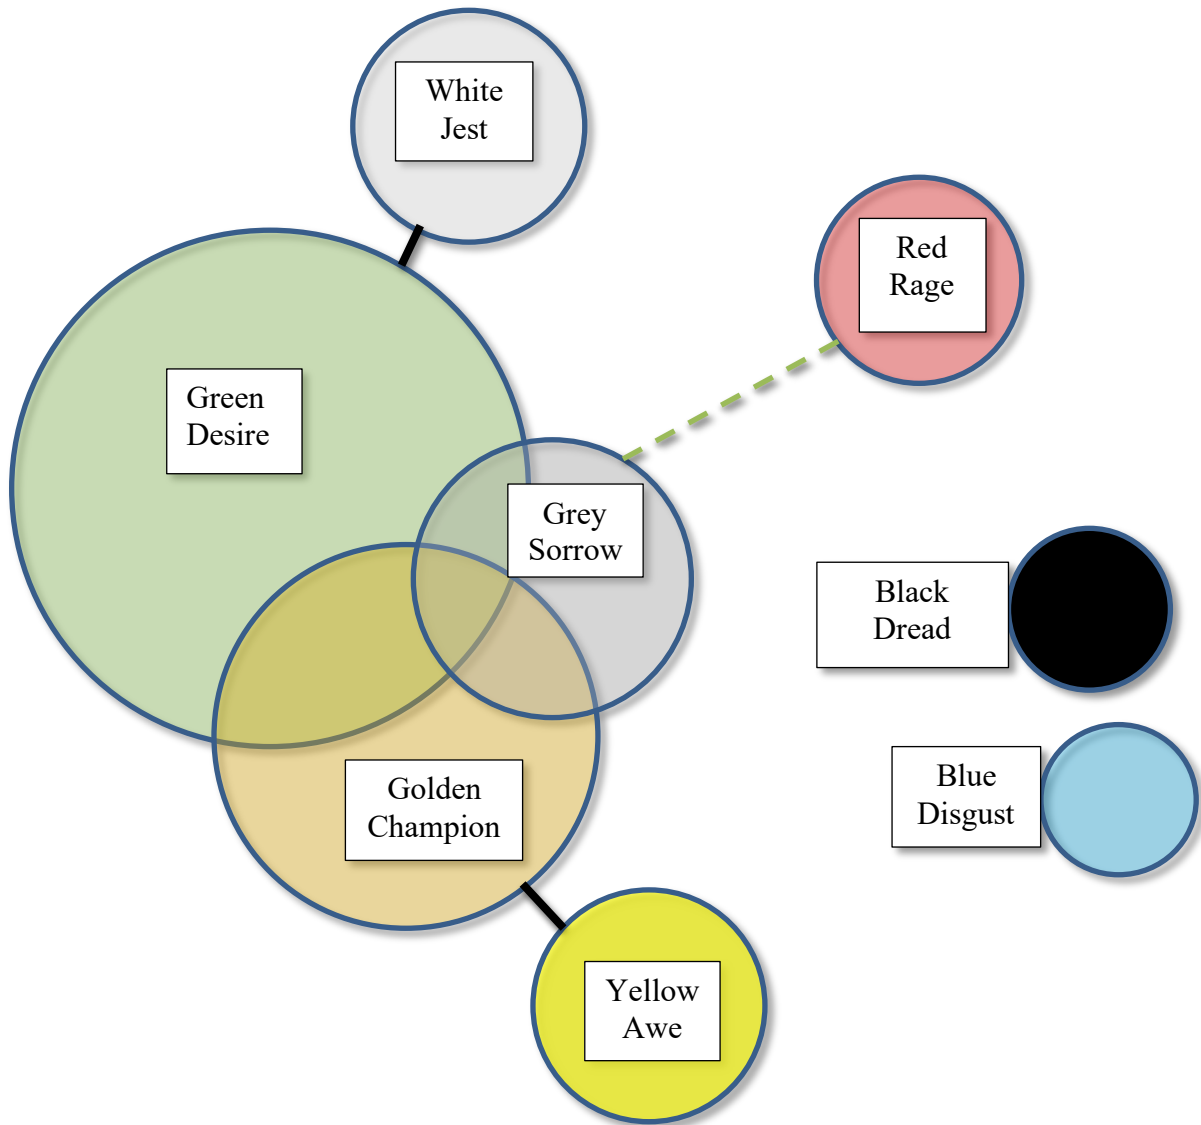 White
Jest
Red
Rage
Green
Desire
Grey
Sorrow
Black
Dread
Blue
Disgust
Golden
Champion
Yellow
Awe